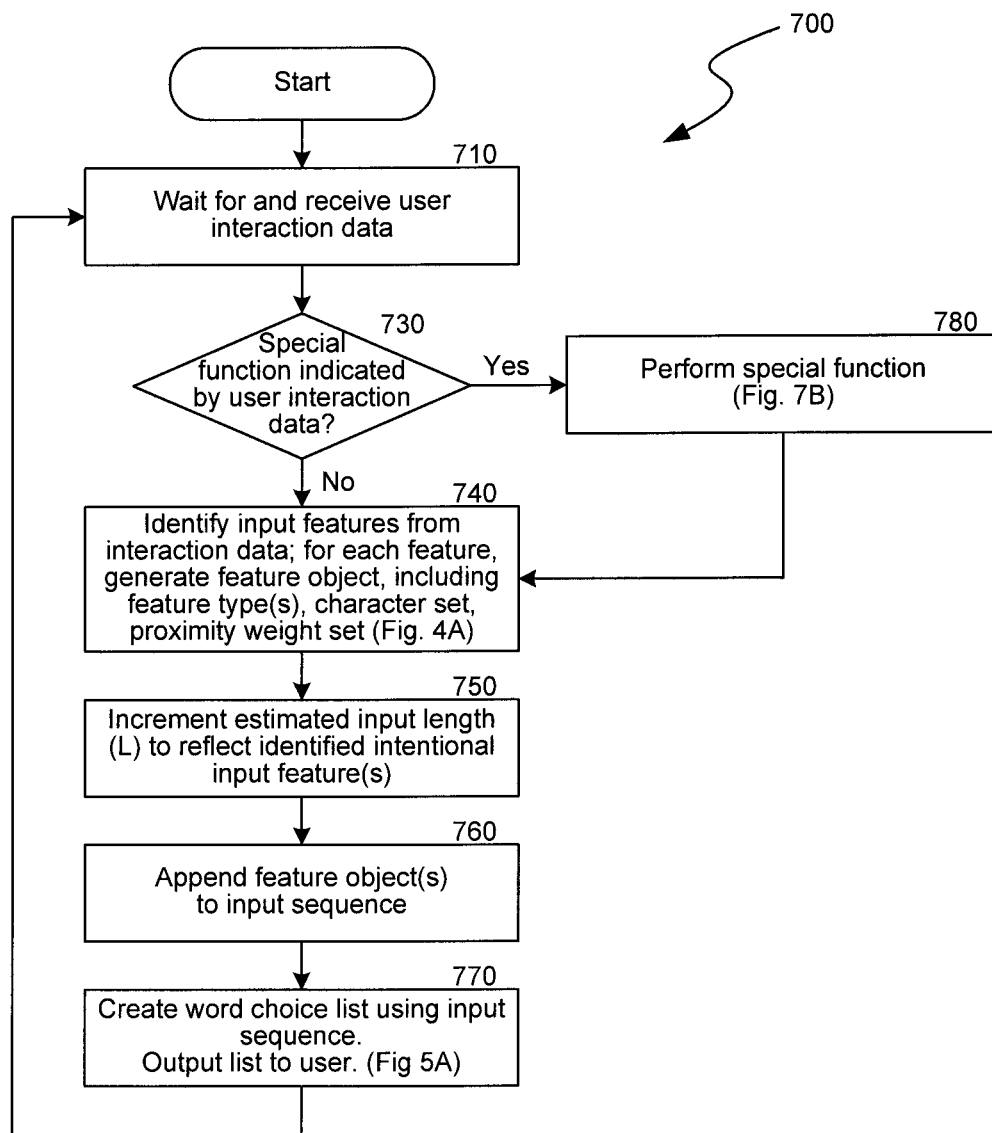 700
Start
710
Wait for and receive user
interaction data
730
Special
function indicated
by user interaction
data?
Yes
No
780
Perform special function
(Fig. 7B)
740
Identify input features from
interaction data; for each feature,
generate feature object, including
feature type(s), character set,
proximity weight set (Fig. 4A)
750
Increment estimated input length
(L) to reflect identified intentional
input feature(s)
760
Append feature object(s)
to input sequence
770
Create word choice list using input
sequence.
Output list to user. (Fig 5A)